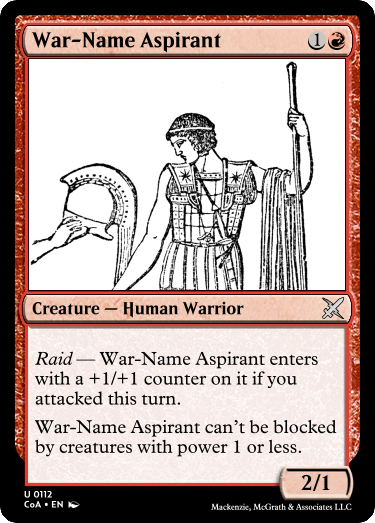 War-Name Aspirant 1
Creature — Human Warrior
Raid — War-Name Aspirant enters
with a +1/+1 counter on it if you
attacked this turn.
War-Name Aspirant can't be blocked
by creatures with power 1 or less.
2/1
U 0112
CoA • EN
Mackenzie, McGrath & Associates LLC